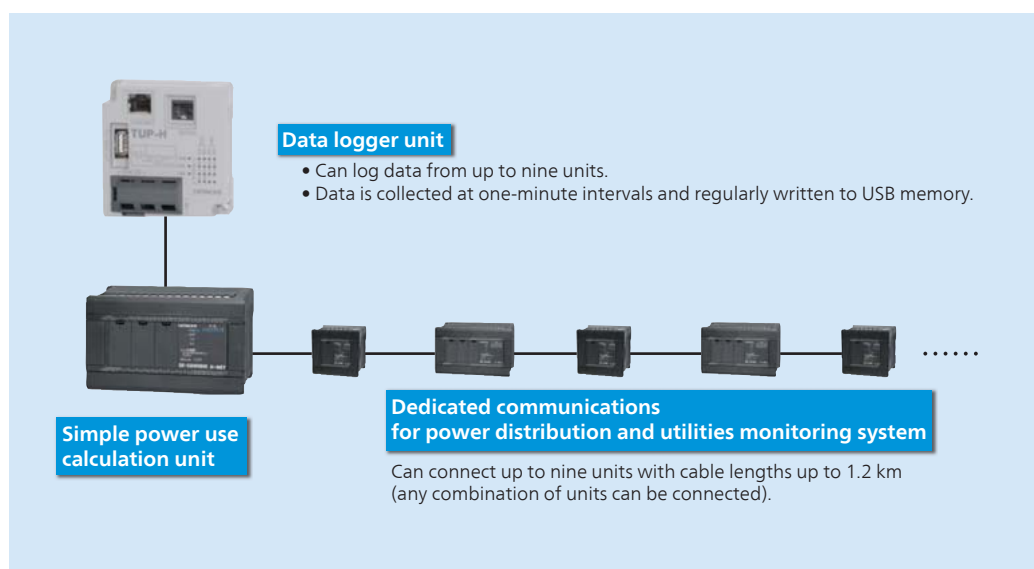 TUP-H
Data logger unit
• Can log data from up to nine units.
• Data is collected at one-minute intervals and regularly written to USB memory.
Simple power use
calculation unit
Dedicated communications
for power distribution and utilities monitoring system
Can connect up to nine units with cable lengths up to 1.2 km
(any combination of units can be connected).